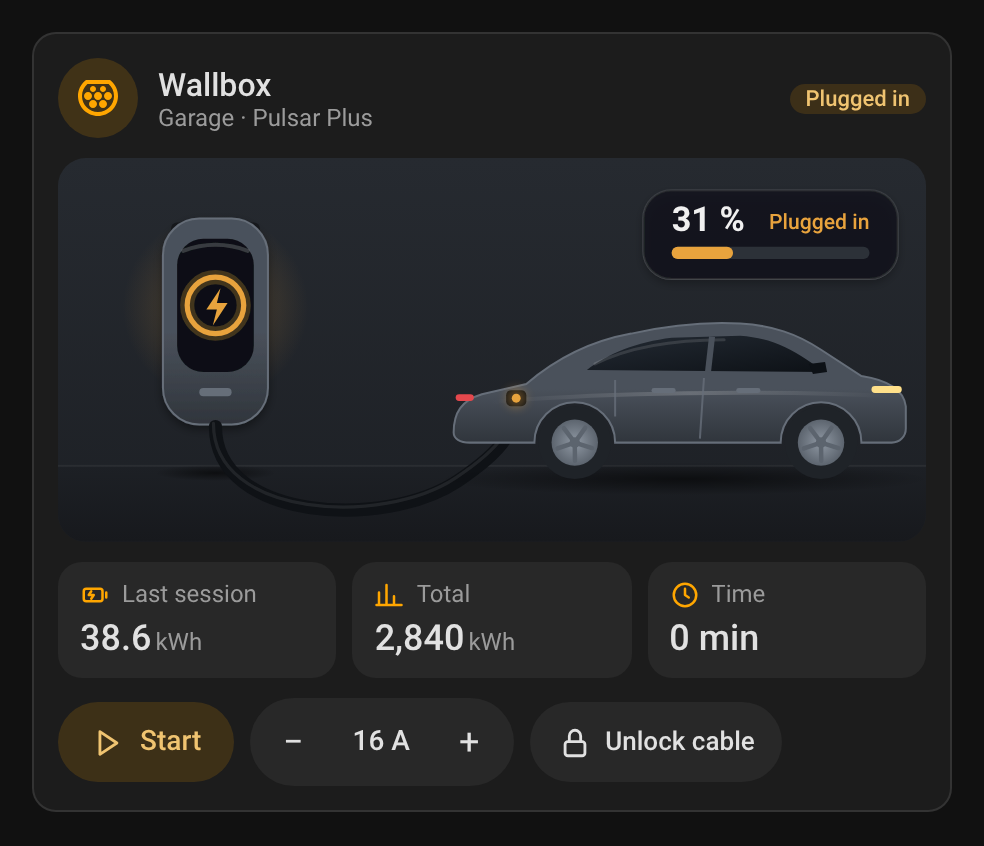 Wallbox
Garage · Pulsar Plus
Plugged in
31 % Plugged in
Last session
38.6 kWh
Total
2,840 kWh
Time
0 min
Start
− 16 A +
Unlock cable